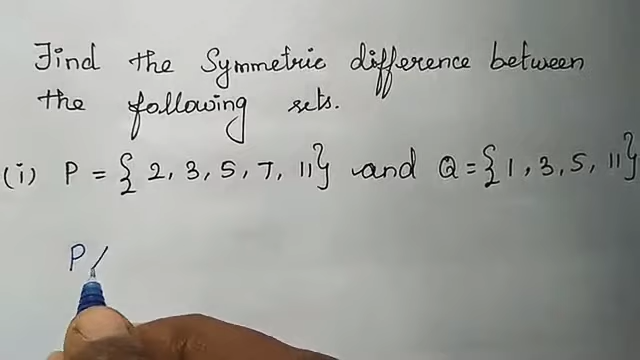 Find the Symmetric difference between
the following sets.
(i) P = { 2, 3, 5, 7, 11} and Q = { 1, 3, 5, 11}
P /